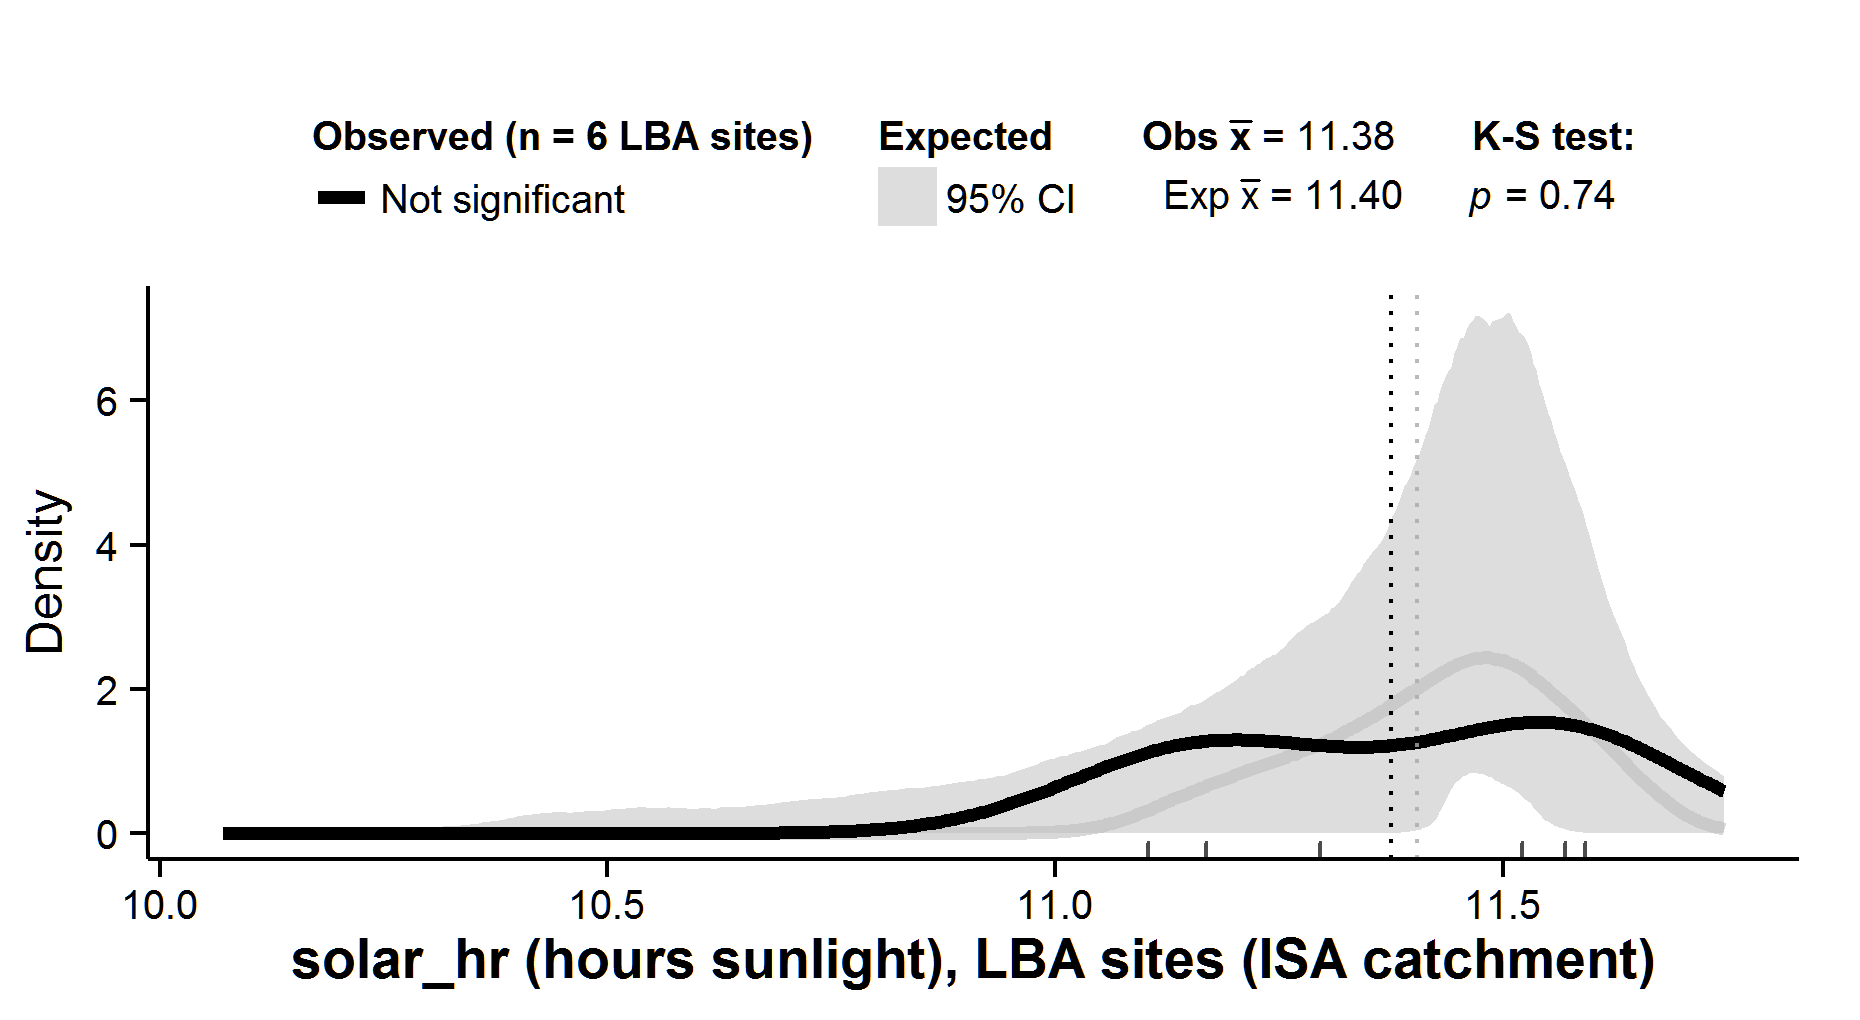 Observed (n = 6 LBA sites) Expected Obs x̅ = 11.38 K-S test:
Not significant 95% CI Exp x̅ = 11.40 p = 0.74
6
4
2
0
Density
10.0 10.5 11.0 11.5
solar_hr (hours sunlight), LBA sites (ISA catchment)